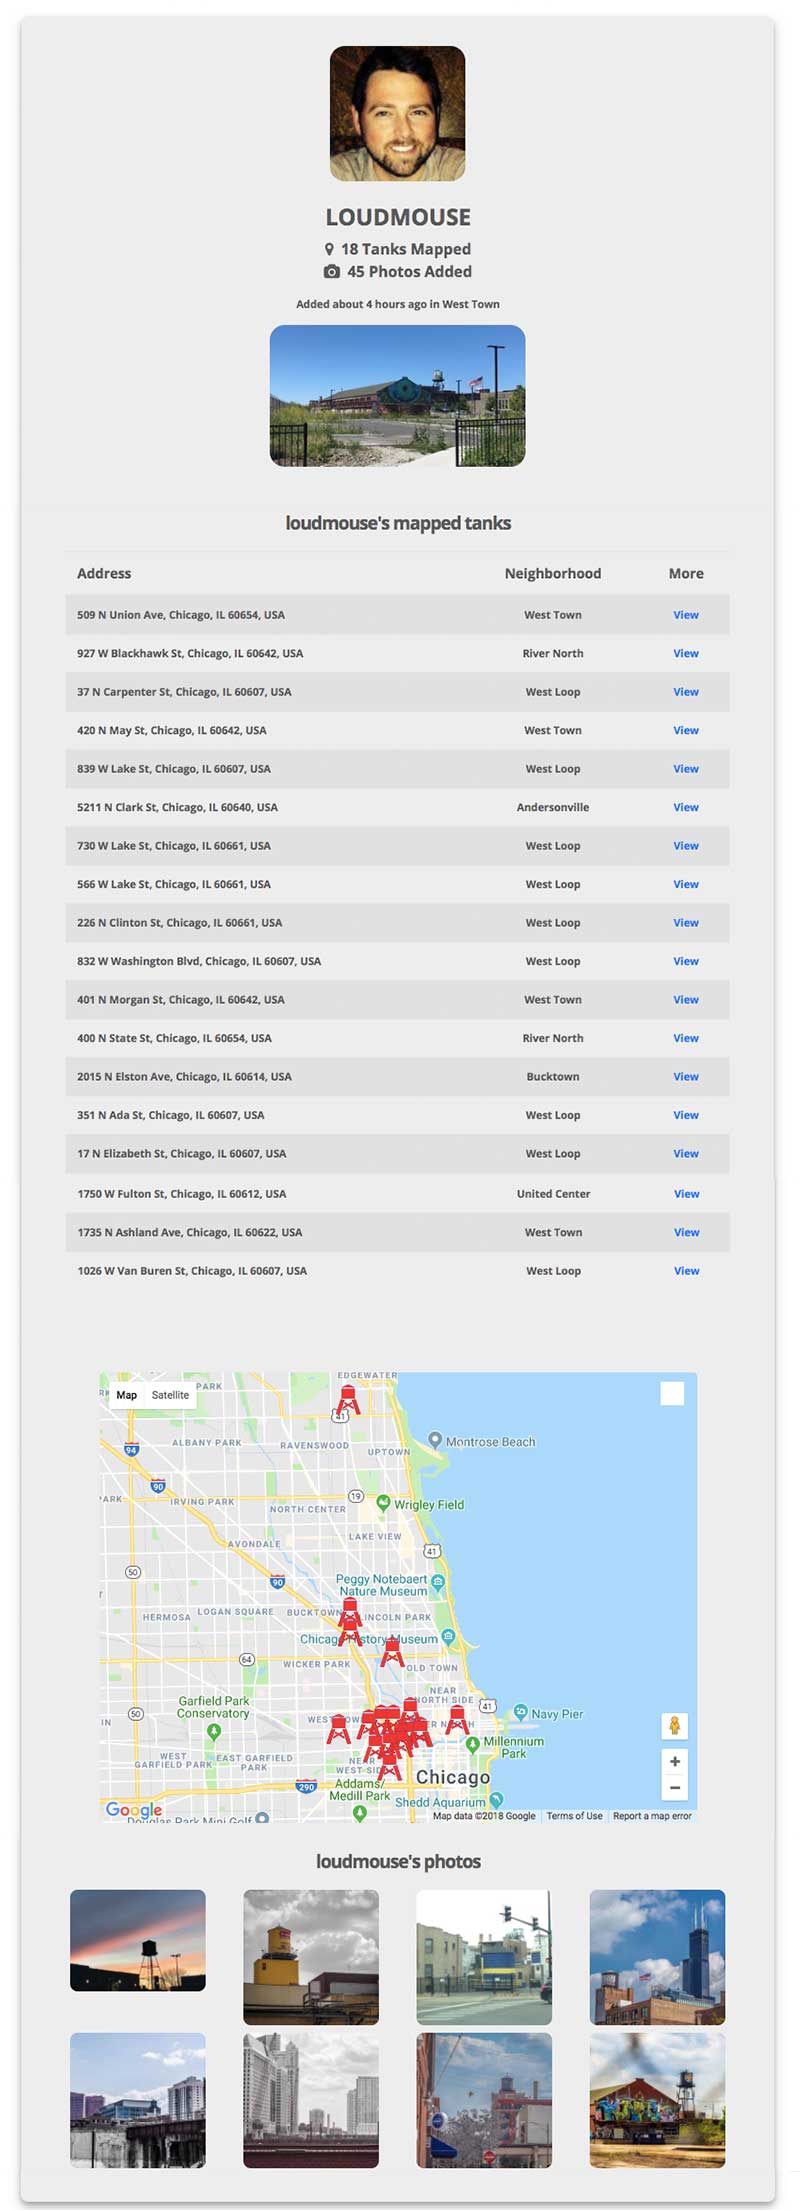 LOUDMOUSE
18 Tanks Mapped
45 Photos Added
Added about 4 hours ago in West Town
loudmouse's mapped tanks
Address Neighborhood More
509 N Union Ave, Chicago, IL 60654, USA West Town View
927 W Blackhawk St, Chicago, IL 60642, USA River North View
37 N Carpenter St, Chicago, IL 60607, USA West Loop View
420 N May St, Chicago, IL 60642, USA West Town View
839 W Lake St, Chicago, IL 60607, USA West Loop View
5211 N Clark St, Chicago, IL 60640, USA Andersonville View
730 W Lake St, Chicago, IL 60661, USA West Loop View
566 W Lake St, Chicago, IL 60661, USA West Loop View
226 N Clinton St, Chicago, IL 60661, USA West Loop View
832 W Washington Blvd, Chicago, IL 60607, USA West Loop View
401 N Morgan St, Chicago, IL 60642, USA West Town View
400 N State St, Chicago, IL 60654, USA River North View
2015 N Elston Ave, Chicago, IL 60614, USA Bucktown View
351 N Ada St, Chicago, IL 60607, USA West Loop View
17 N Elizabeth St, Chicago, IL 60607, USA West Loop View
1750 W Fulton St, Chicago, IL 60612, USA United Center View
1735 N Ashland Ave, Chicago, IL 60622, USA West Town View
1026 W Van Buren St, Chicago, IL 60607, USA West Loop View
EDGEWATER
PARK
Map Satellite
41
ALBANY PARK RAVENSWOOD Montrose Beach
94 UPTOWN
90
PARK IRVING PARK 19 Wrigley Field
NORTH CENTER
AVONDALE LAKE VIEW
41
50 90 Peggy Notebaert
Nature Museum
HERMOSA LOGAN SQUARE BUCKTOWN LINCOLN PARK
Chicago History Museum
64 WICKER PARK OLD TOWN
NEAR
NORTH SIDE 41
Garfield Park
Conservatory
50 Navy Pier
WEST
GARFIELD PARK EAST GARFIELD
PARK NEAR
WEST SIDE Millennium
Park
290 Chicago
Addams/
Medill Park Shedd Aquarium
Google Douglas Park Mini Golf Map data ©2018 Google Terms of Use Report a map error
loudmouse's photos